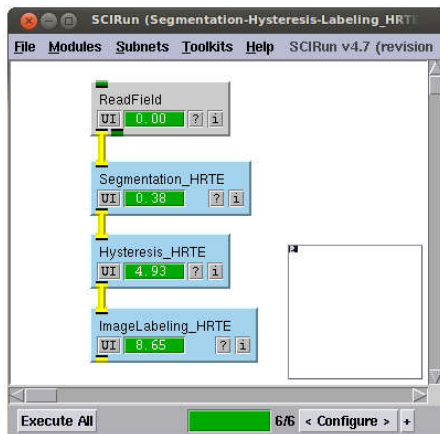 SCIRun (Segmentation-Hysteresis-Labeling_HRTE
File Modules Subnets Toolkits Help SCIRun v4.7 (revision
ReadField
UI 0.00 ? i
Segmentation_HRTE
UI 0.38 ? i
Hysteresis_HRTE
UI 4.93 ? i
ImageLabeling_HRTE
UI 8.65 ? i
Execute All 6/6 < Configure > +